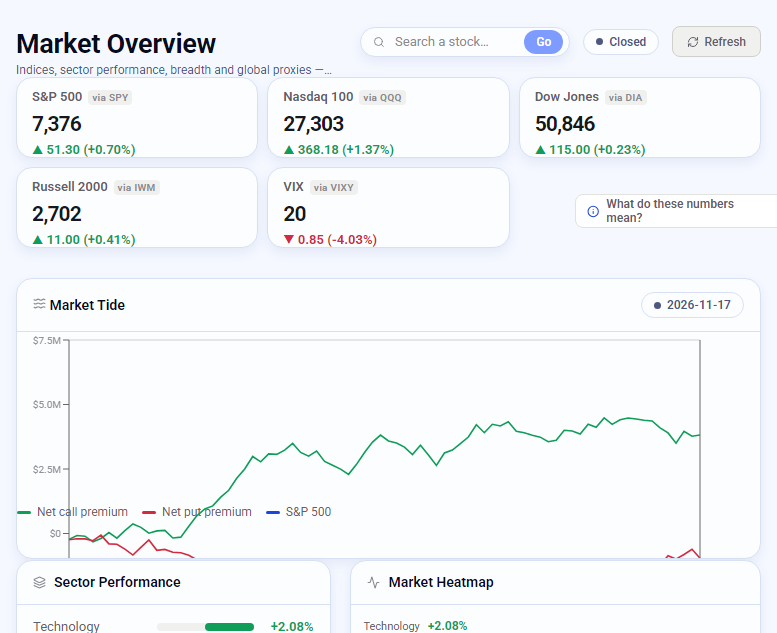 Market Overview
Search a stock...
Go
Closed
Refresh
Indices, sector performance, breadth and global proxies —...
S&P 500 via SPY
7,376
▲ 51.30 (+0.70%)
Nasdaq 100 via QQQ
27,303
▲ 368.18 (+1.37%)
Dow Jones via DIA
50,846
▲ 115.00 (+0.23%)
Russell 2000 via IWM
2,702
▲ 11.00 (+0.41%)
VIX via VIXY
20
▼ 0.85 (-4.03%)
What do these numbers
mean?
Market Tide
2026-11-17
$7.5M
$5.0M
$2.5M
Net call premium Net put premium S&P 500
$0
Sector Performance
Technology +2.08%
Market Heatmap
Technology +2.08%